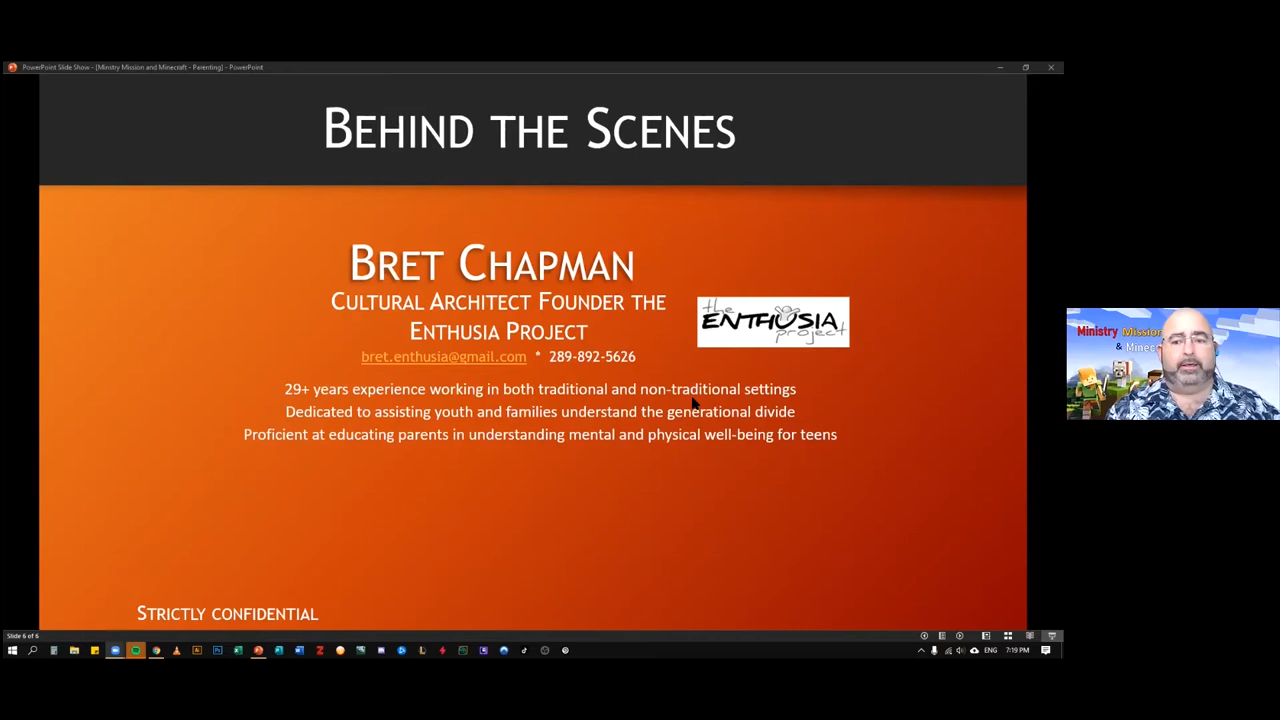 PowerPoint Slide Show - [Minstry Mission and Minecraft - Parenting] - PowerPoint
BEHIND THE SCENES
BRET CHAPMAN
CULTURAL ARCHITECT FOUNDER THE
ENTHUSIA PROJECT
the
ENTHUSIA
project
bret.enthusia@gmail.com * 289-892-5626
29+ years experience working in both traditional and non-traditional settings
Dedicated to assisting youth and families understand the generational divide
Proficient at educating parents in understanding mental and physical well-being for teens
STRICTLY CONFIDENTIAL
Ministry Mission
& Minec
Slide 6 of 6
ENG 7:19 PM